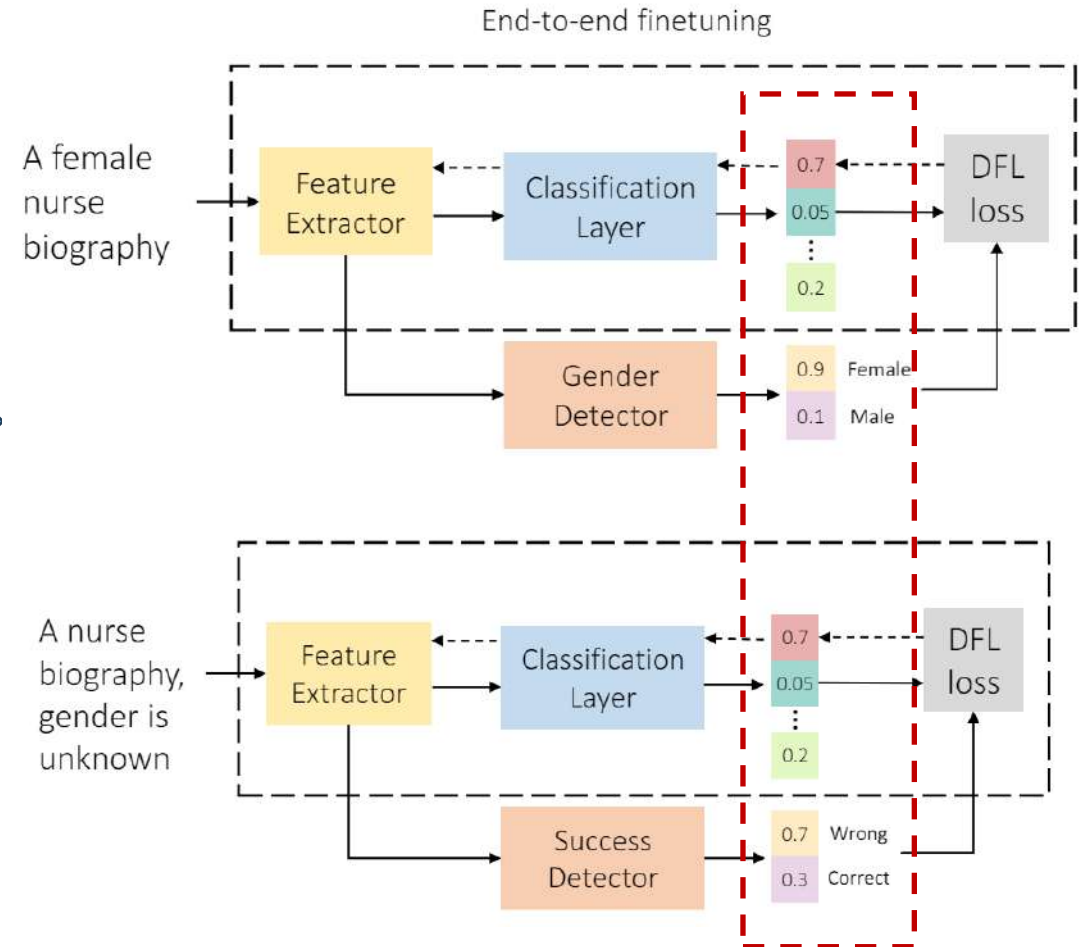 End-to-end finetuning
A female
nurse
biography
Feature
Extractor
Classification
Layer
0.7
0.05
0.2
DFL
loss
Gender
Detector
0.9 Female
0.1 Male
A nurse
biography,
gender is
unknown
Feature
Extractor
Classification
Layer
0.7
0.05
0.2
DFL
loss
Success
Detector
0.7 Wrong
0.3 Correct